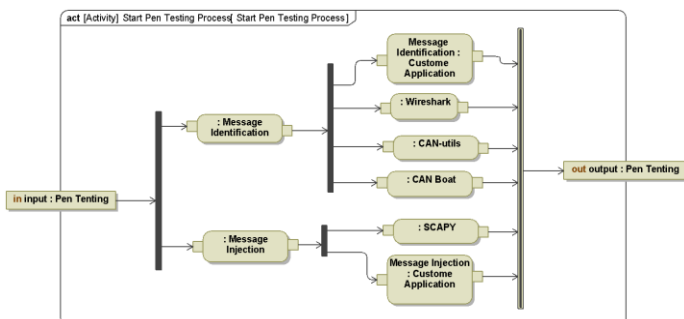 act [Activity] Start Pen Testing Process[ Start Pen Testing Process]
Message
Identification :
Custome
Application
: Wireshark
: Message
Identification
: CAN-utils
: CAN Boat
in input : Pen Tenting
out output : Pen Tenting
: SCAPY
: Message
Injection
Message Injection
: Custome
Application